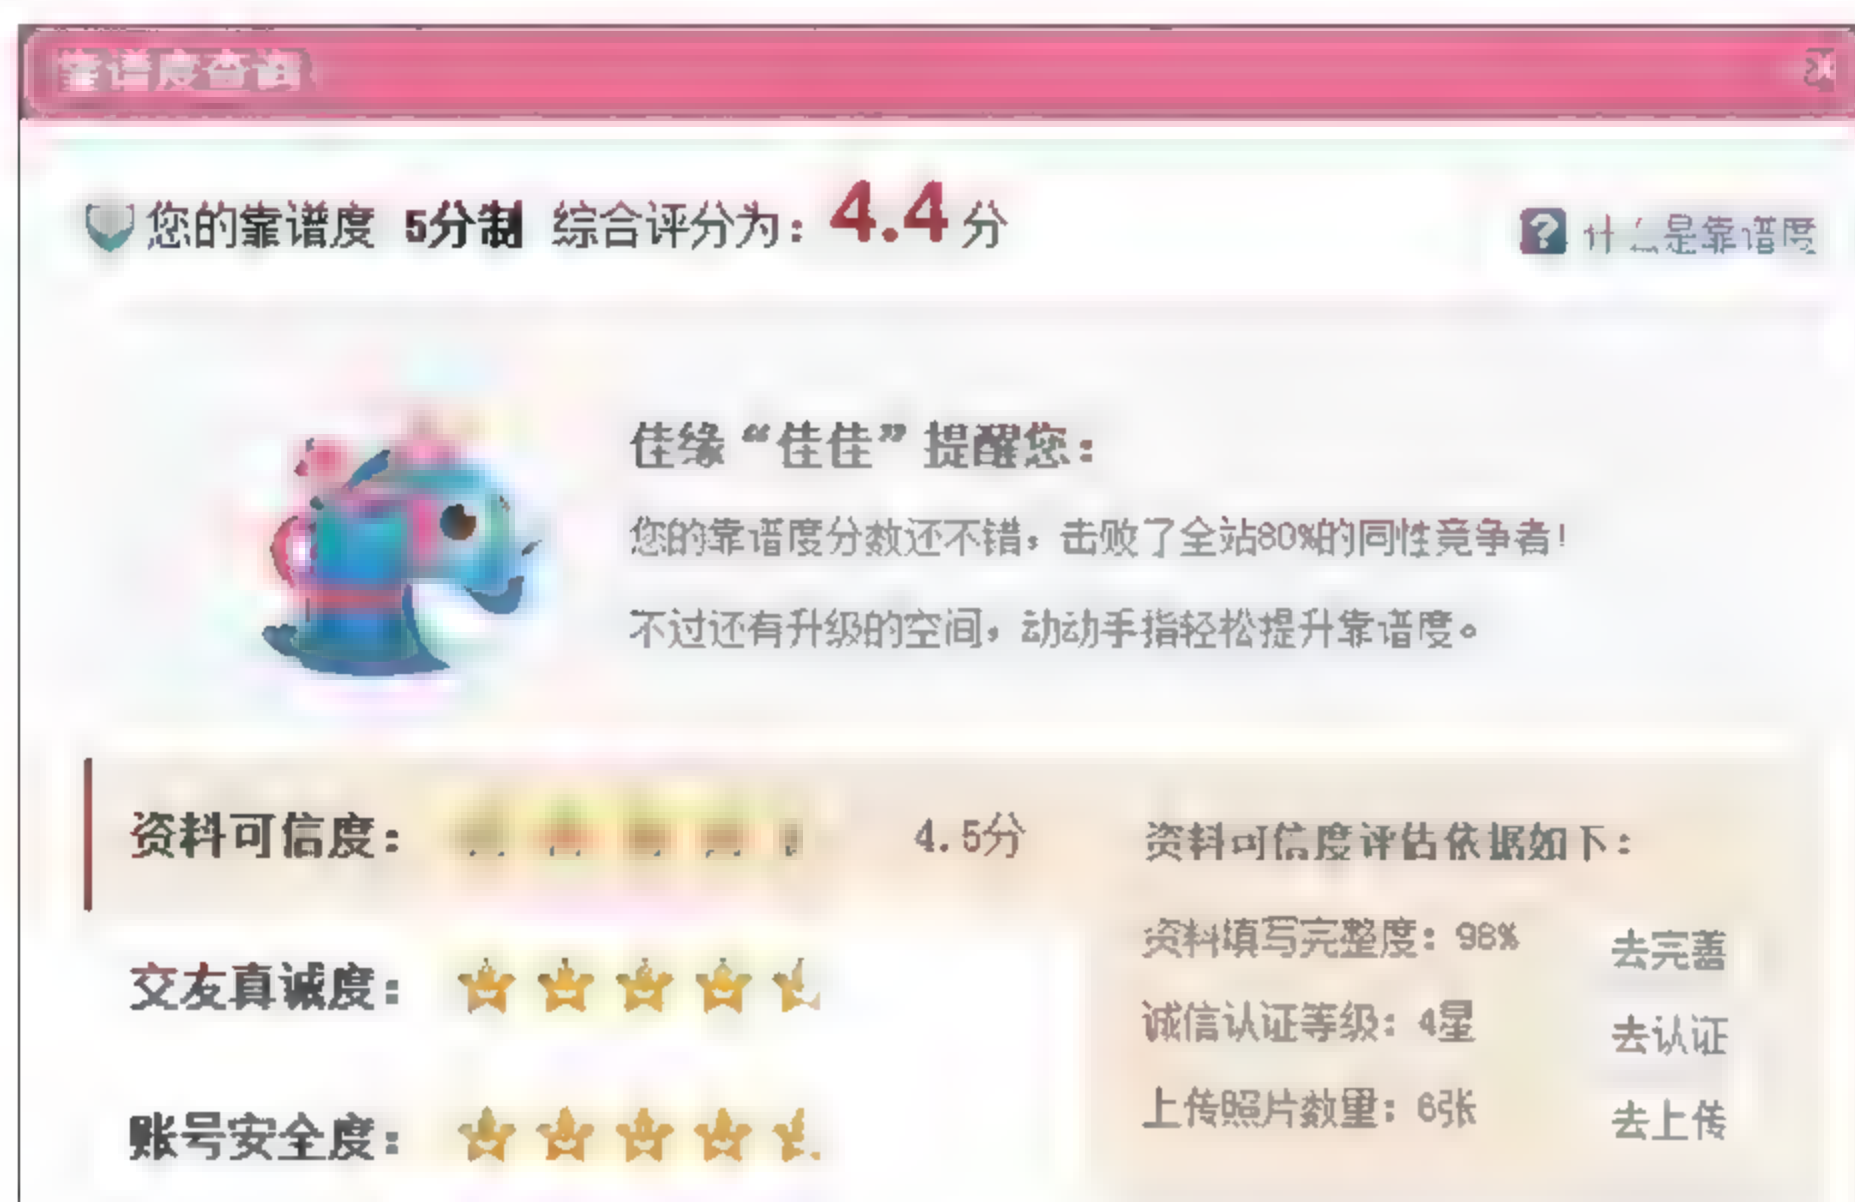 靠谱度查询
您的靠谱度 5分制 综合评分为：4.4分
? 什么是靠谱度
佳缘“佳佳”提醒您：
您的靠谱度分数还不错，击败了全站80%的同性竞争者！
不过还有升级的空间，动动手指轻松提升靠谱度。
资料可信度： 4.5分
资料可信度评估依据如下：
资料填写完整度：98% 去完善
交友真诚度：
诚信认证等级：4星 去认证
上传照片数量：6张 去上传
账号安全度：